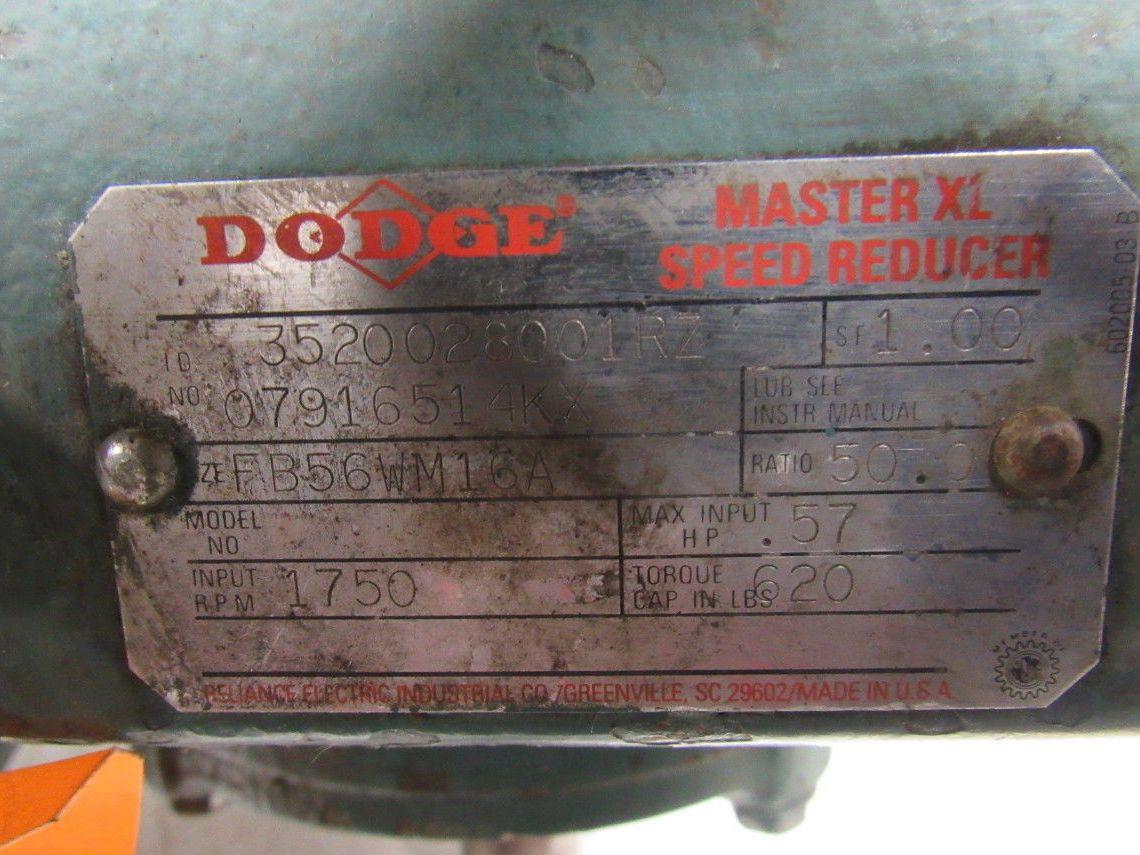 DODGE®
MASTER XL
SPEED REDUCER
ID 3520028001RZ SF 1.00
NO 07916514KX LUB SEE
INSTR MANUAL
ZE FB56WM16A RATIO 50.0
MODEL
NO
MAX INPUT
HP .57
INPUT
RPM 1750
TORQUE
CAP IN LBS 620
MEMBER
RELIANCE ELECTRIC INDUSTRIAL CO./GREENVILLE, SC 29602/MADE IN U.S.A.
602005 03 B